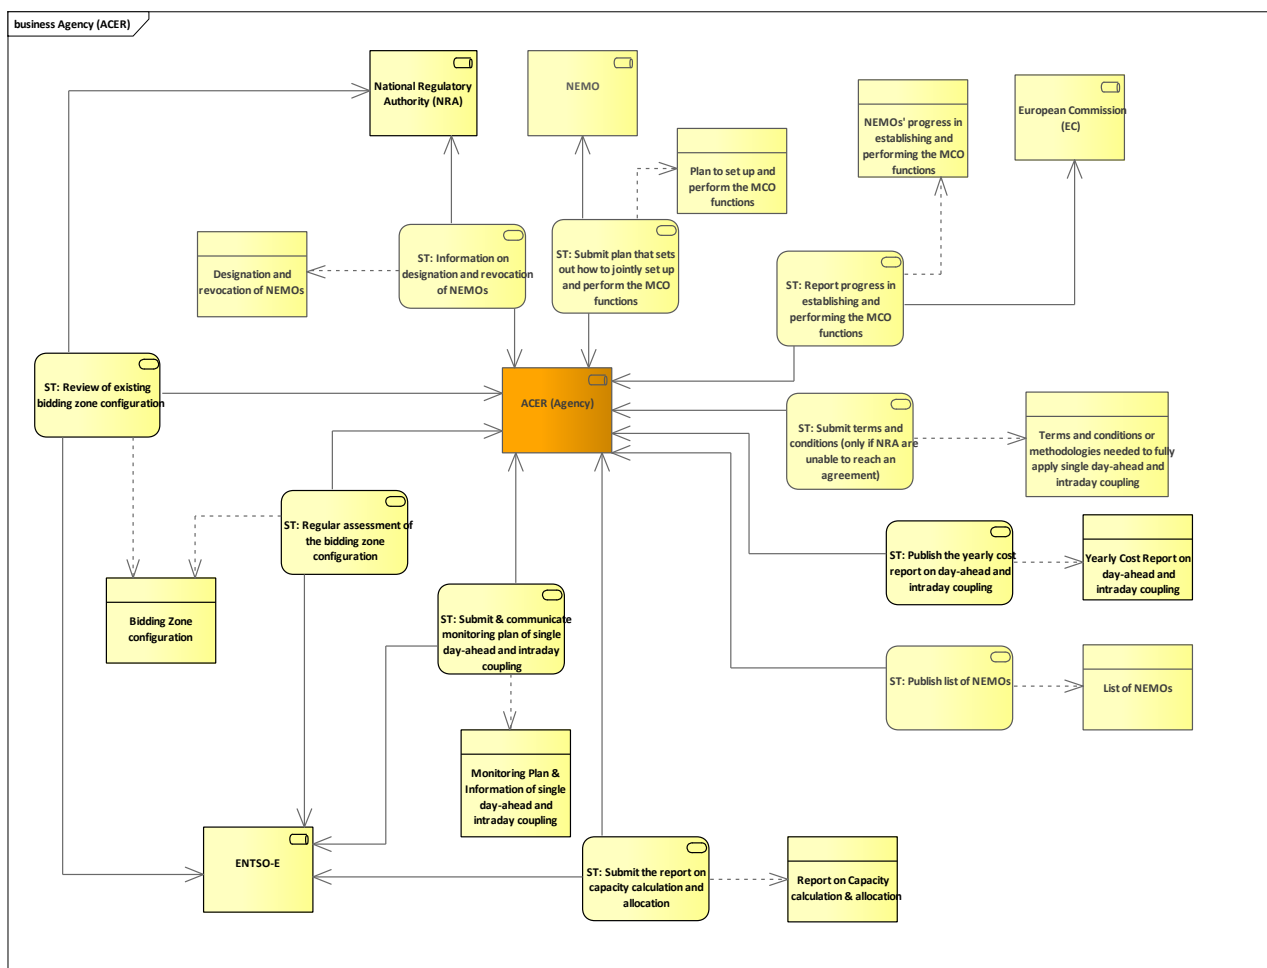 business Agency (ACER)
National Regulatory
Authority (NRA)
NEMO
NEMOs' progress in
establishing and
performing the MCO
functions
European Commission
(EC)
Plan to set up and
perform the MCO
functions
Designation and
revocation of NEMOs
ST: Information on
designation and revocation
of NEMOs
ST: Submit plan that sets
out how to jointly set up
and perform the MCO
functions
ST: Report progress in
establishing and
performing the MCO
functions
ST: Review of existing
bidding zone configuration
ACER (Agency)
ST: Submit terms and
conditions (only if NRA are
unable to reach an
agreement)
Terms and conditions or
methodologies needed to fully
apply single day-ahead and
intraday coupling
ST: Regular assessment of
the bidding zone
configuration
ST: Publish the yearly cost
report on day-ahead and
intraday coupling
Yearly Cost Report on
day-ahead and
intraday coupling
Bidding Zone
configuration
ST: Submit & communicate
monitoring plan of single
day-ahead and intraday
coupling
ST: Publish list of NEMOs
List of NEMOs
Monitoring Plan &
Information of single
day-ahead and
intraday coupling
ENTSO-E
ST: Submit the report on
capacity calculation and
allocation
Report on Capacity
calculation & allocation